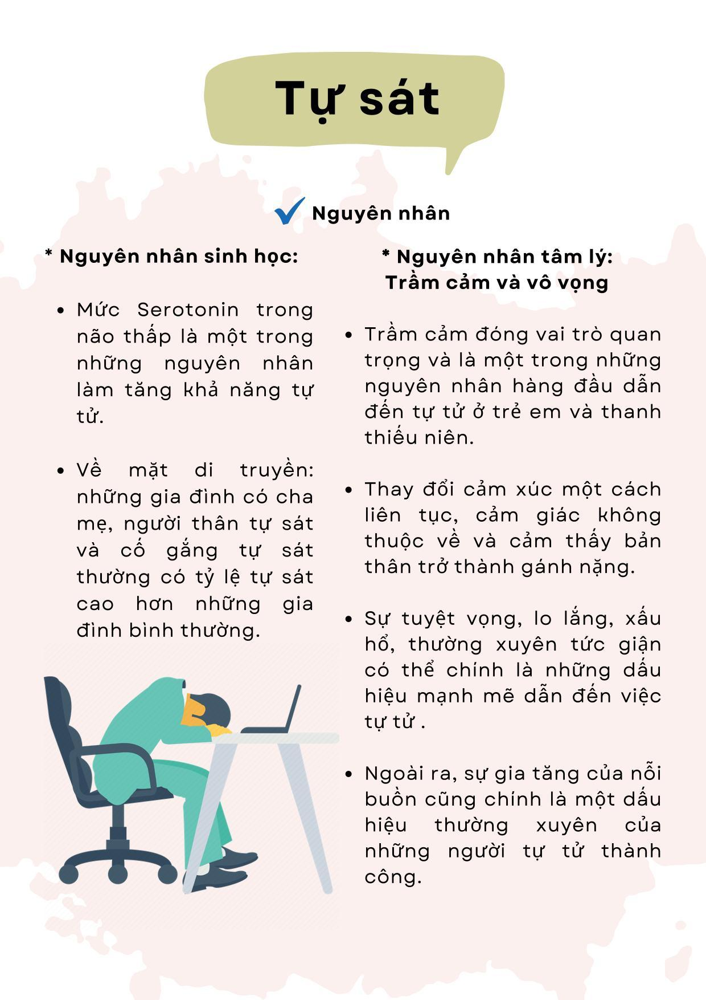 Tự sát
Nguyên nhân
* Nguyên nhân sinh học:
• Mức Serotonin trong
não thấp là một trong
những nguyên nhân
làm tăng khả năng tự
tử.
• Về mặt di truyền:
những gia đình có cha
mẹ, người thân tự sát
và cố gắng tự sát
thường có tỷ lệ tự sát
cao hơn những gia
đình bình thường.
* Nguyên nhân tâm lý:
Trầm cảm và vô vọng
• Trầm cảm đóng vai trò quan
trọng và là một trong những
nguyên nhân hàng đầu dẫn
đến tự tử ở trẻ em và thanh
thiếu niên.
• Thay đổi cảm xúc một cách
liên tục, cảm giác không
thuộc về và cảm thấy bản
thân trở thành gánh nặng.
• Sự tuyệt vọng, lo lắng, xấu
hổ, thường xuyên tức giận
có thể chính là những dấu
hiệu mạnh mẽ dẫn đến việc
tự tử .
• Ngoài ra, sự gia tăng của nỗi
buồn cũng chính là một dấu
hiệu thường xuyên của
những người tự tử thành
công.